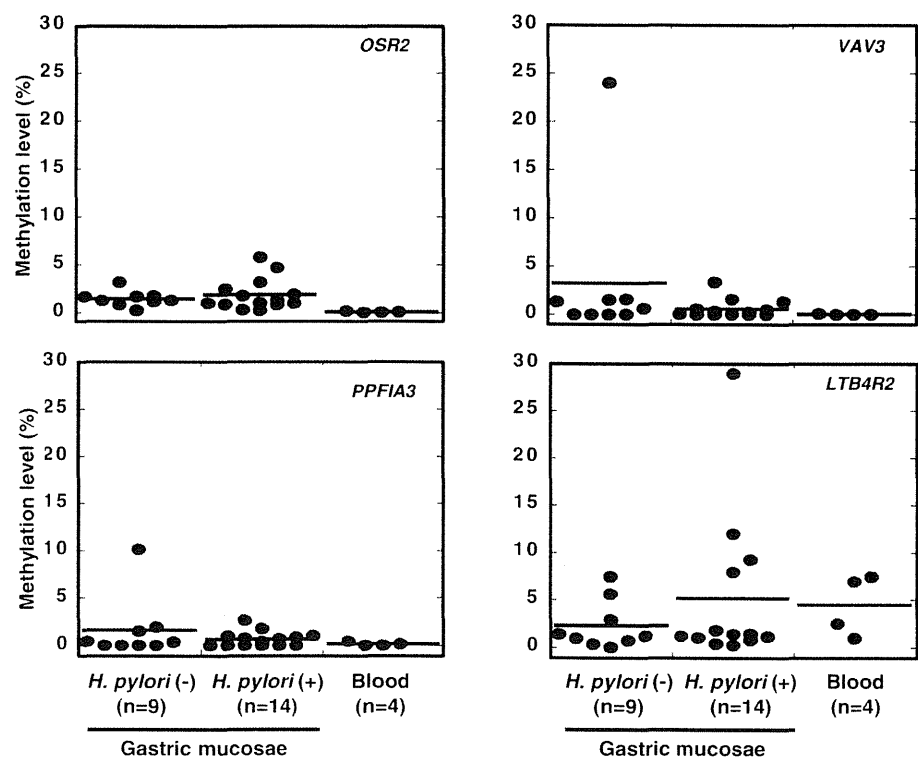 OSR2
Methylation level (%)
30
25
20
15
10
5
0
VAV3
30
25
20
15
10
5
0
PPFIA3
Methylation level (%)
30
25
20
15
10
5
0
LTB4R2
30
25
20
15
10
5
0
H. pylori (-) H. pylori (+) Blood
(n=9) (n=14) (n=4)
Gastric mucosae
H. pylori (-) H. pylori (+) Blood
(n=9) (n=14) (n=4)
Gastric mucosae